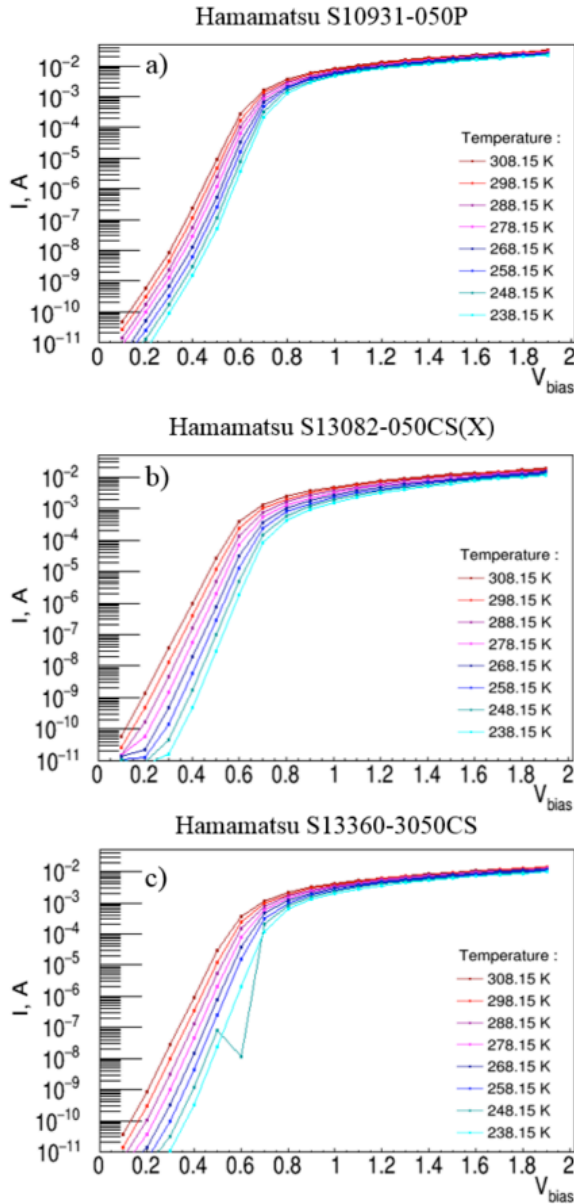 Hamamatsu S10931-050P
a)
I, A
10⁻²
10⁻³
10⁻⁴
10⁻⁵
10⁻⁶
10⁻⁷
10⁻⁸
10⁻⁹
10⁻¹⁰
10⁻¹¹
Temperature :
308.15 K
298.15 K
288.15 K
278.15 K
268.15 K
258.15 K
248.15 K
238.15 K
0 0.2 0.4 0.6 0.8 1 1.2 1.4 1.6 1.8 2
V_bias
Hamamatsu S13082-050CS(X)
b)
I, A
10⁻²
10⁻³
10⁻⁴
10⁻⁵
10⁻⁶
10⁻⁷
10⁻⁸
10⁻⁹
10⁻¹⁰
10⁻¹¹
Temperature :
308.15 K
298.15 K
288.15 K
278.15 K
268.15 K
258.15 K
248.15 K
238.15 K
0 0.2 0.4 0.6 0.8 1 1.2 1.4 1.6 1.8 2
V_bias
Hamamatsu S13360-3050CS
c)
I, A
10⁻²
10⁻³
10⁻⁴
10⁻⁵
10⁻⁶
10⁻⁷
10⁻⁸
10⁻⁹
10⁻¹⁰
10⁻¹¹
Temperature :
308.15 K
298.15 K
288.15 K
278.15 K
268.15 K
258.15 K
248.15 K
238.15 K
0 0.2 0.4 0.6 0.8 1 1.2 1.4 1.6 1.8 2
V_bias